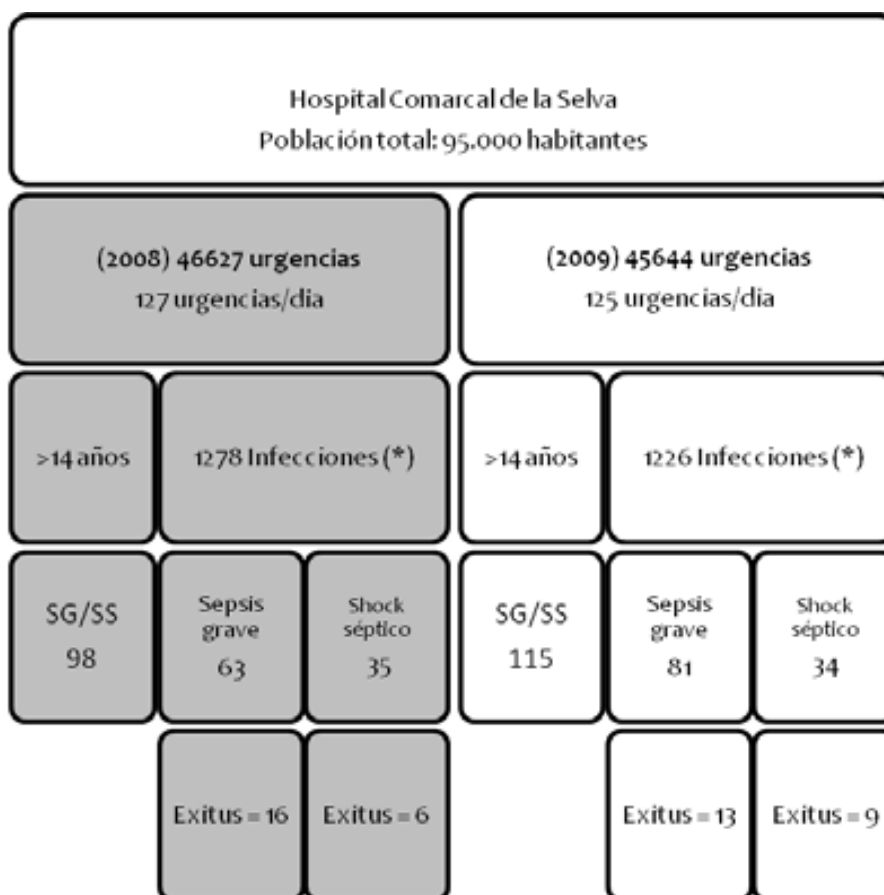 Hospital Comarcal de la Selva
Población total: 95.000 habitantes
(2008) 46627 urgencias
127 urgencias/dia
(2009) 45644 urgencias
125 urgencias/dia
>14 años
1278 Infecciones (*)
>14 años
1226 Infecciones (*)
SG/SS
98
Sepsis
grave
63
Shock
séptico
35
SG/SS
115
Sepsis
grave
81
Shock
séptico
34
Exitus = 16
Exitus = 6
Exitus = 13
Exitus = 9